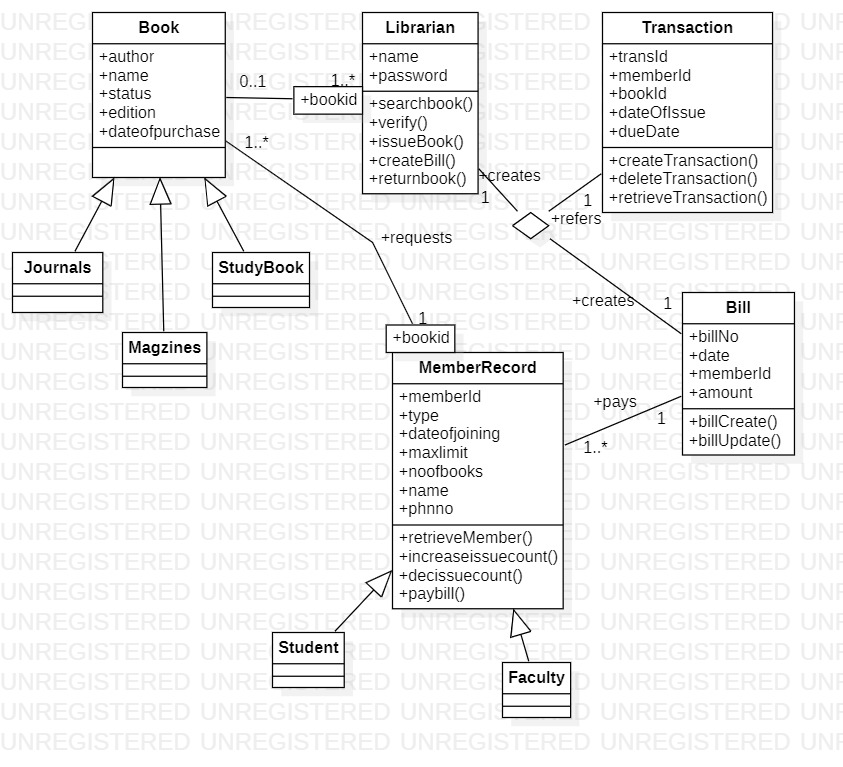 Book
+author
+name
+status
+edition
+dateofpurchase
Librarian
+name
+password
+searchbook()
+verify()
+issueBook()
+createBill()
+returnbook()
Transaction
+transId
+memberId
+bookId
+dateOfIssue
+dueDate
+createTransaction()
+deleteTransaction()
+retrieveTransaction()
0..1
1..*
+bookid
1..*
+creates
1
1
+refers
+requests
Journals
StudyBook
Magzines
+creates
1
1
+bookid
Bill
+billNo
+date
+memberId
+amount
+billCreate()
+billUpdate()
MemberRecord
+memberId
+type
+dateofjoining
+maxlimit
+noofbooks
+name
+phnno
+retrieveMember()
+increaseissuecount()
+decissuecount()
+paybill()
+pays
1
1..*
Student
Faculty
UNREGISTERED UNREGISTERED UNREGISTERED UNREGISTERED UNR